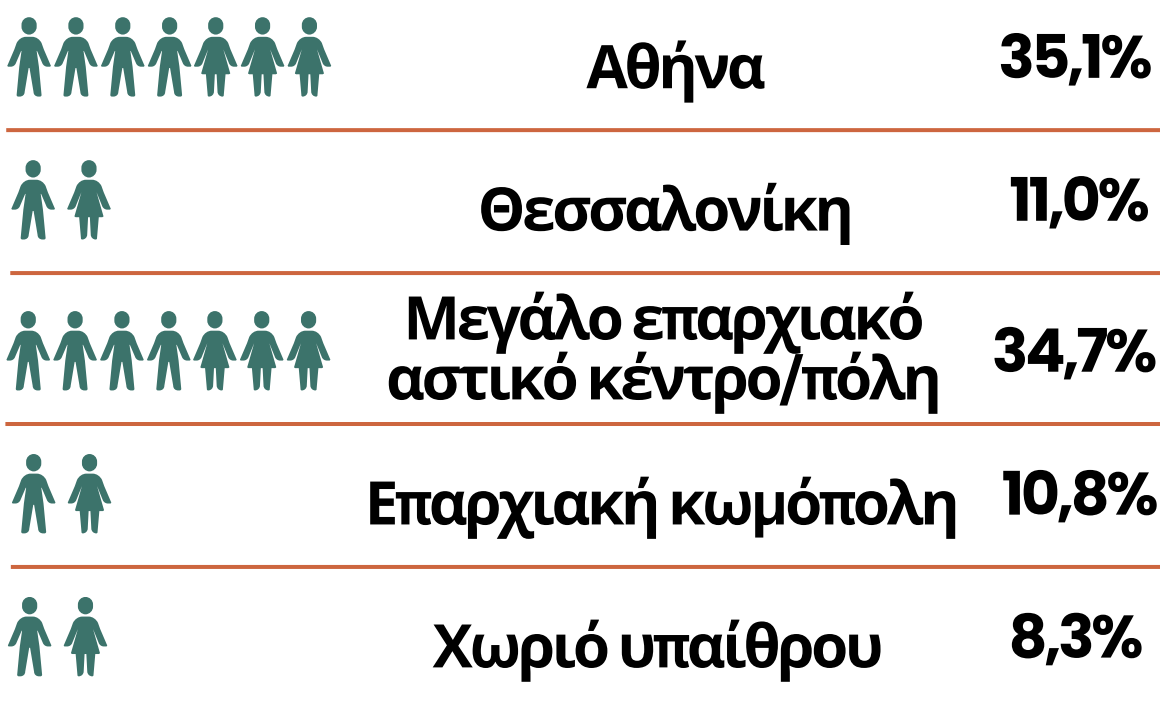 Αθήνα 35,1%
Θεσσαλονίκη 11,0%
Μεγάλο επαρχιακό
αστικό κέντρο/πόλη 34,7%
Επαρχιακή κωμόπολη 10,8%
Χωριό υπαίθρου 8,3%